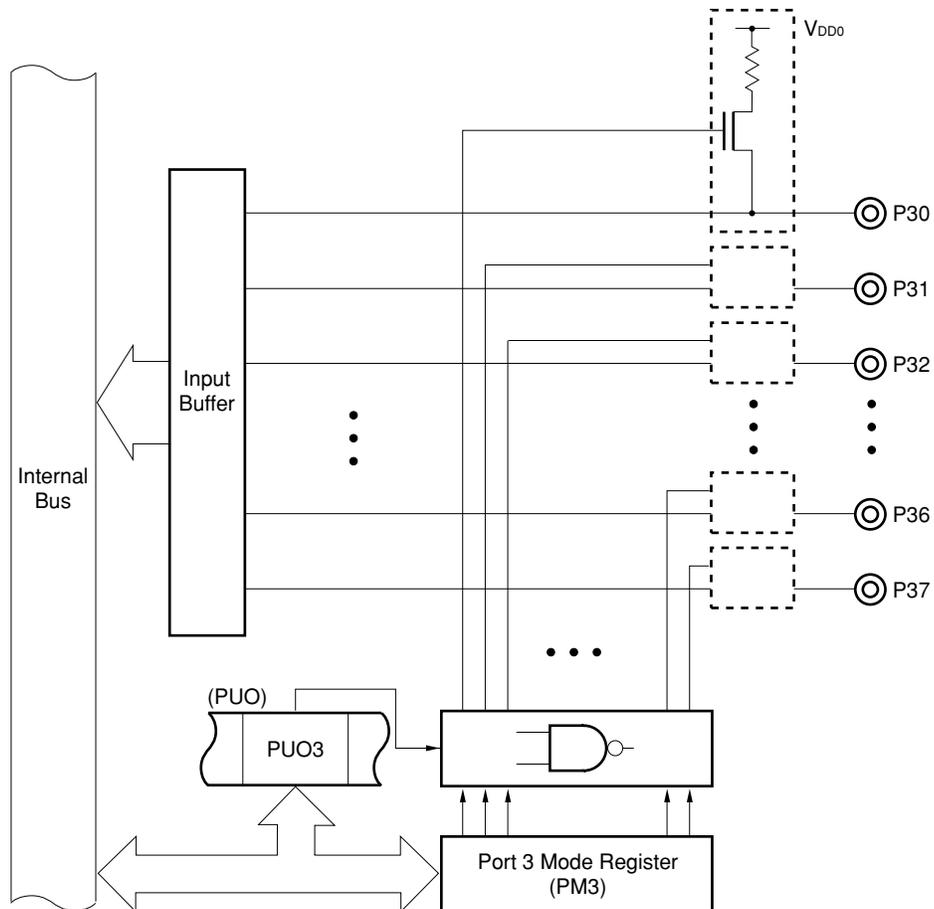 VDD0
P30
P31
P32
Input
Buffer
Internal
Bus
P36
P37
(PUO)
PUO3
Port 3 Mode Register
(PM3)